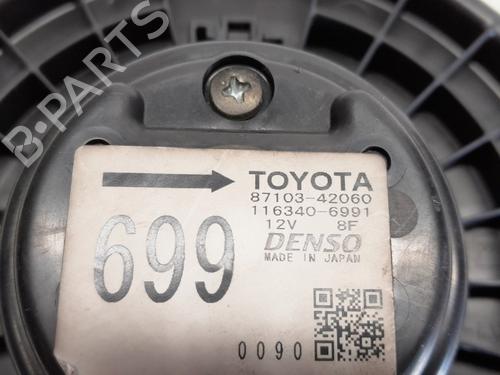 B-PARTS
TOYOTA
87103-42060
116340-6991
12V 8F
DENSO
MADE IN JAPAN
699
0090